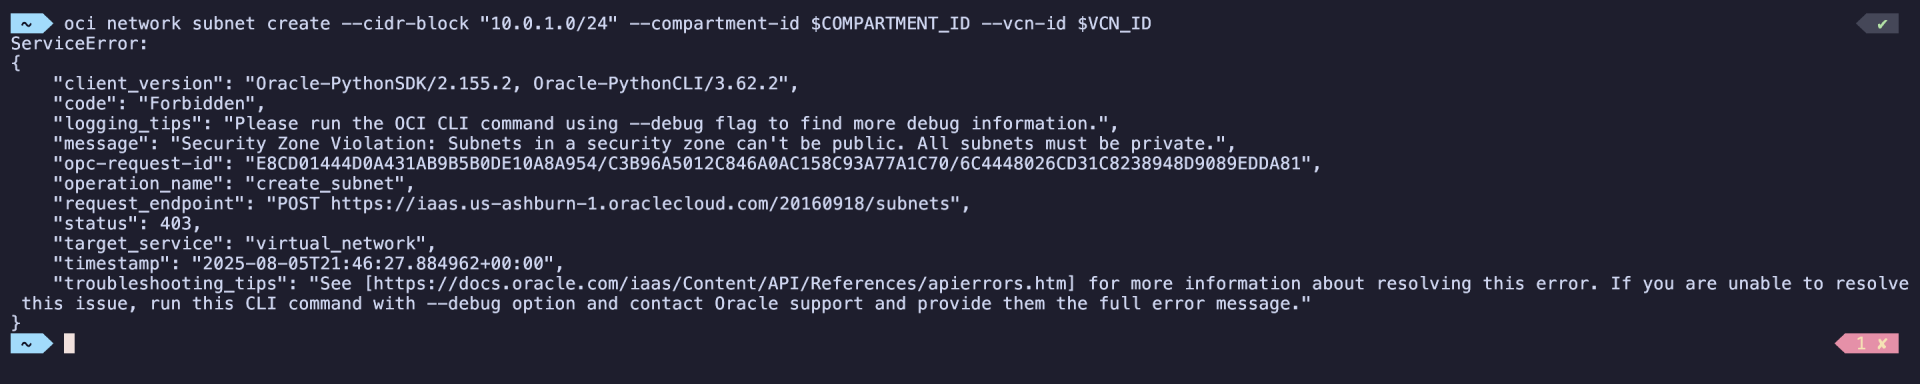 ~ oci network subnet create --cidr-block "10.0.1.0/24" --compartment-id $COMPARTMENT_ID --vcn-id $VCN_ID ✔
ServiceError:
{
    "client_version": "Oracle-PythonSDK/2.155.2, Oracle-PythonCLI/3.62.2",
    "code": "Forbidden",
    "logging_tips": "Please run the OCI CLI command using --debug flag to find more debug information.",
    "message": "Security Zone Violation: Subnets in a security zone can't be public. All subnets must be private.",
    "opc-request-id": "E8CD01444D0A431AB9B5B0DE10A8A954/C3B96A5012C846A0AC158C93A77A1C70/6C4448026CD31C8238948D9089EDDA81",
    "operation_name": "create_subnet",
    "request_endpoint": "POST https://iaas.us-ashburn-1.oraclecloud.com/20160918/subnets",
    "status": 403,
    "target_service": "virtual_network",
    "timestamp": "2025-08-05T21:46:27.884962+00:00",
    "troubleshooting_tips": "See [https://docs.oracle.com/iaas/Content/API/References/apierrors.htm] for more information about resolving this error. If you are unable to resolve
 this issue, run this CLI command with --debug option and contact Oracle support and provide them the full error message."
}
~ 1 ✘